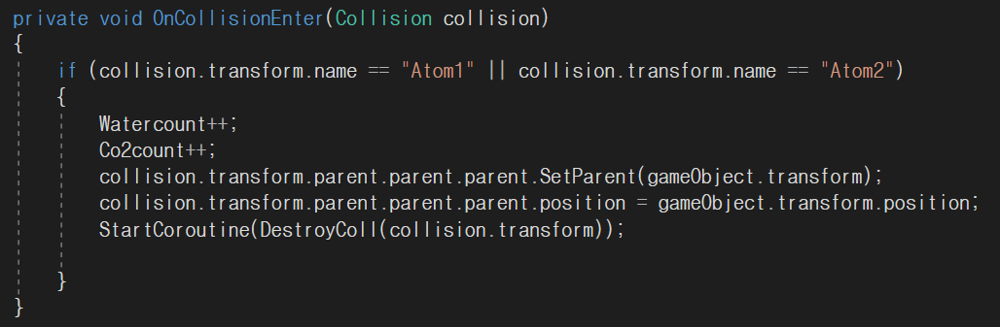 private void OnCollisionEnter(Collision collision)
{
if (collision.transform.name == "Atom1" || collision.transform.name == "Atom2")
{
Watercount++;
Co2count++;
collision.transform.parent.parent.parent.SetParent(gameObject.transform);
collision.transform.parent.parent.parent.position = gameObject.transform.position;
StartCoroutine(DestroyColl(collision.transform));
}
}